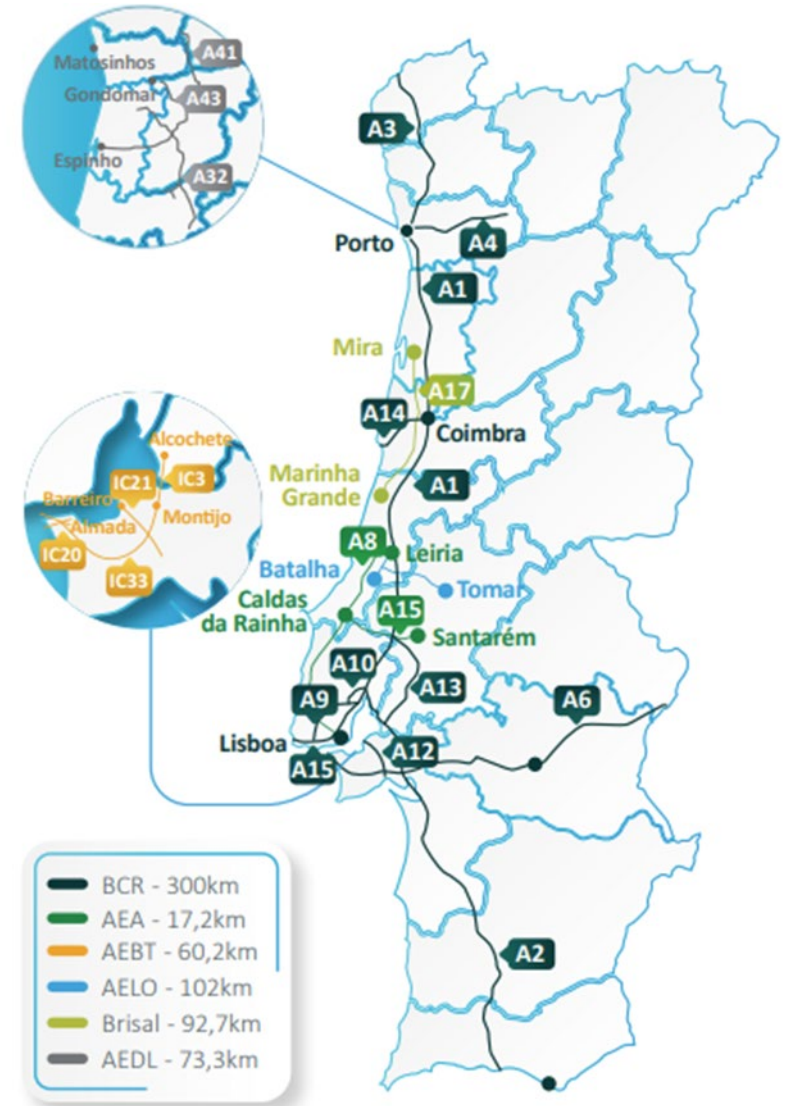 A41
Matosinhos
Gondomar
A43
Espinho
A32
A3
Porto
A4
A1
Mira
A17
A14
Coimbra
Marinha
Grande
A1
Alcochete
IC21
IC3
Barreiro
Almada
Montijo
IC20
IC33
A8
Leiria
Batalha
Tomar
Caldas
da Rainha
A15
Santarém
A10
A13
A9
A6
Lisboa
A12
A15
A2
BCR - 300km
AEA - 17,2km
AEBT - 60,2km
AELO - 102km
Brisal - 92,7km
AEDL - 73,3km